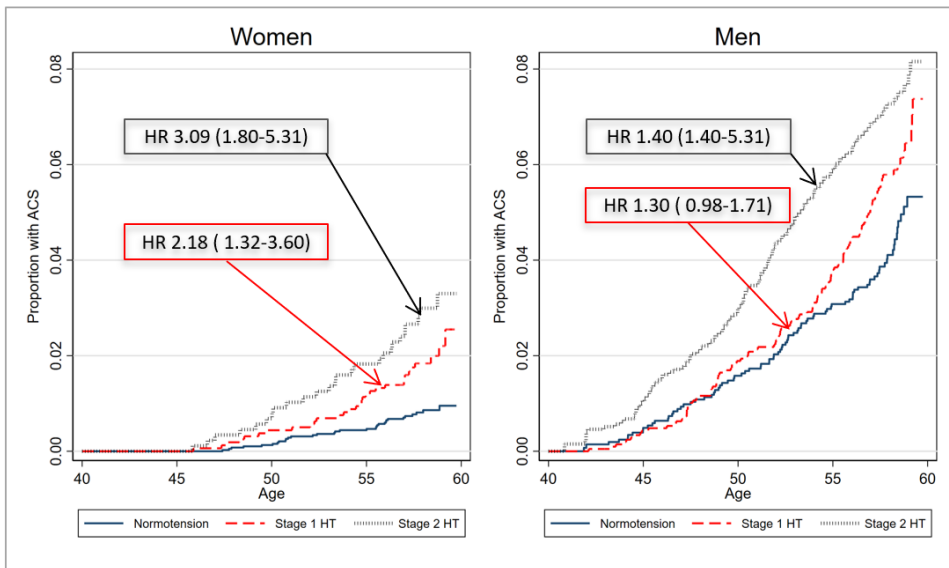 Women
Proportion with ACS
0.00
0.02
0.04
0.06
0.08
HR 3.09 (1.80-5.31)
HR 2.18 ( 1.32-3.60)
40
45
50
55
60
Age
Normotension
Stage 1 HT
Stage 2 HT
Men
Proportion with ACS
0.00
0.02
0.04
0.06
0.08
HR 1.40 (1.40-5.31)
HR 1.30 ( 0.98-1.71)
40
45
50
55
60
Age
Normotension
Stage 1 HT
Stage 2 HT